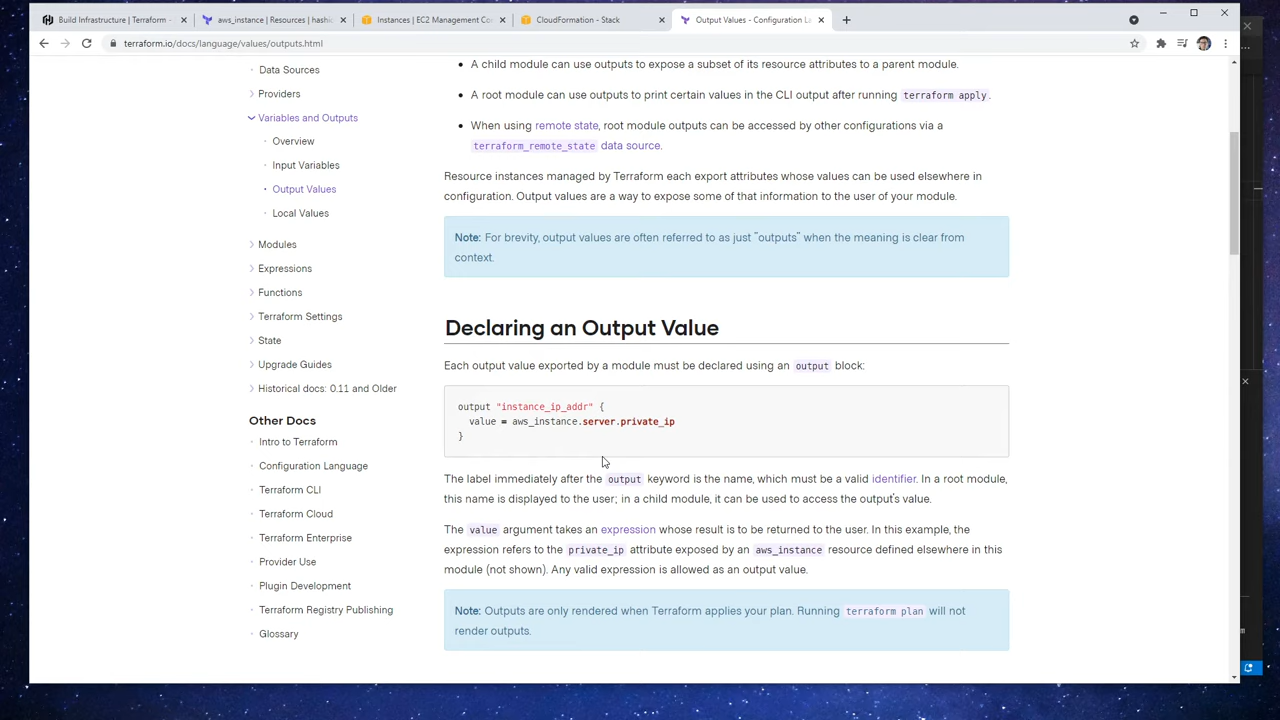 Build Infrastructure | Terraform -
aws_instance | Resources | hashic
Instances | EC2 Management Co
CloudFormation - Stack
Output Values - Configuration La
terraform.io/docs/language/values/outputs.html
Data Sources
Providers
Variables and Outputs
Overview
Input Variables
Output Values
Local Values
Modules
Expressions
Functions
Terraform Settings
State
Upgrade Guides
Historical docs: 0.11 and Older
Other Docs
Intro to Terraform
Configuration Language
Terraform CLI
Terraform Cloud
Terraform Enterprise
Provider Use
Plugin Development
Terraform Registry Publishing
Glossary
A child module can use outputs to expose a subset of its resource attributes to a parent module.
A root module can use outputs to print certain values in the CLI output after running terraform apply.
When using remote state, root module outputs can be accessed by other configurations via a
terraform_remote_state data source.
Resource instances managed by Terraform each export attributes whose values can be used elsewhere in
configuration. Output values are a way to expose some of that information to the user of your module.
Note: For brevity, output values are often referred to as just "outputs" when the meaning is clear from
context.
Declaring an Output Value
Each output value exported by a module must be declared using an output block:
output "instance_ip_addr" {
value = aws_instance.server.private_ip
}
The label immediately after the output keyword is the name, which must be a valid identifier. In a root module,
this name is displayed to the user; in a child module, it can be used to access the output's value.
The value argument takes an expression whose result is to be returned to the user. In this example, the
expression refers to the private_ip attribute exposed by an aws_instance resource defined elsewhere in this
module (not shown). Any valid expression is allowed as an output value.
Note: Outputs are only rendered when Terraform applies your plan. Running terraform plan will not
render outputs.